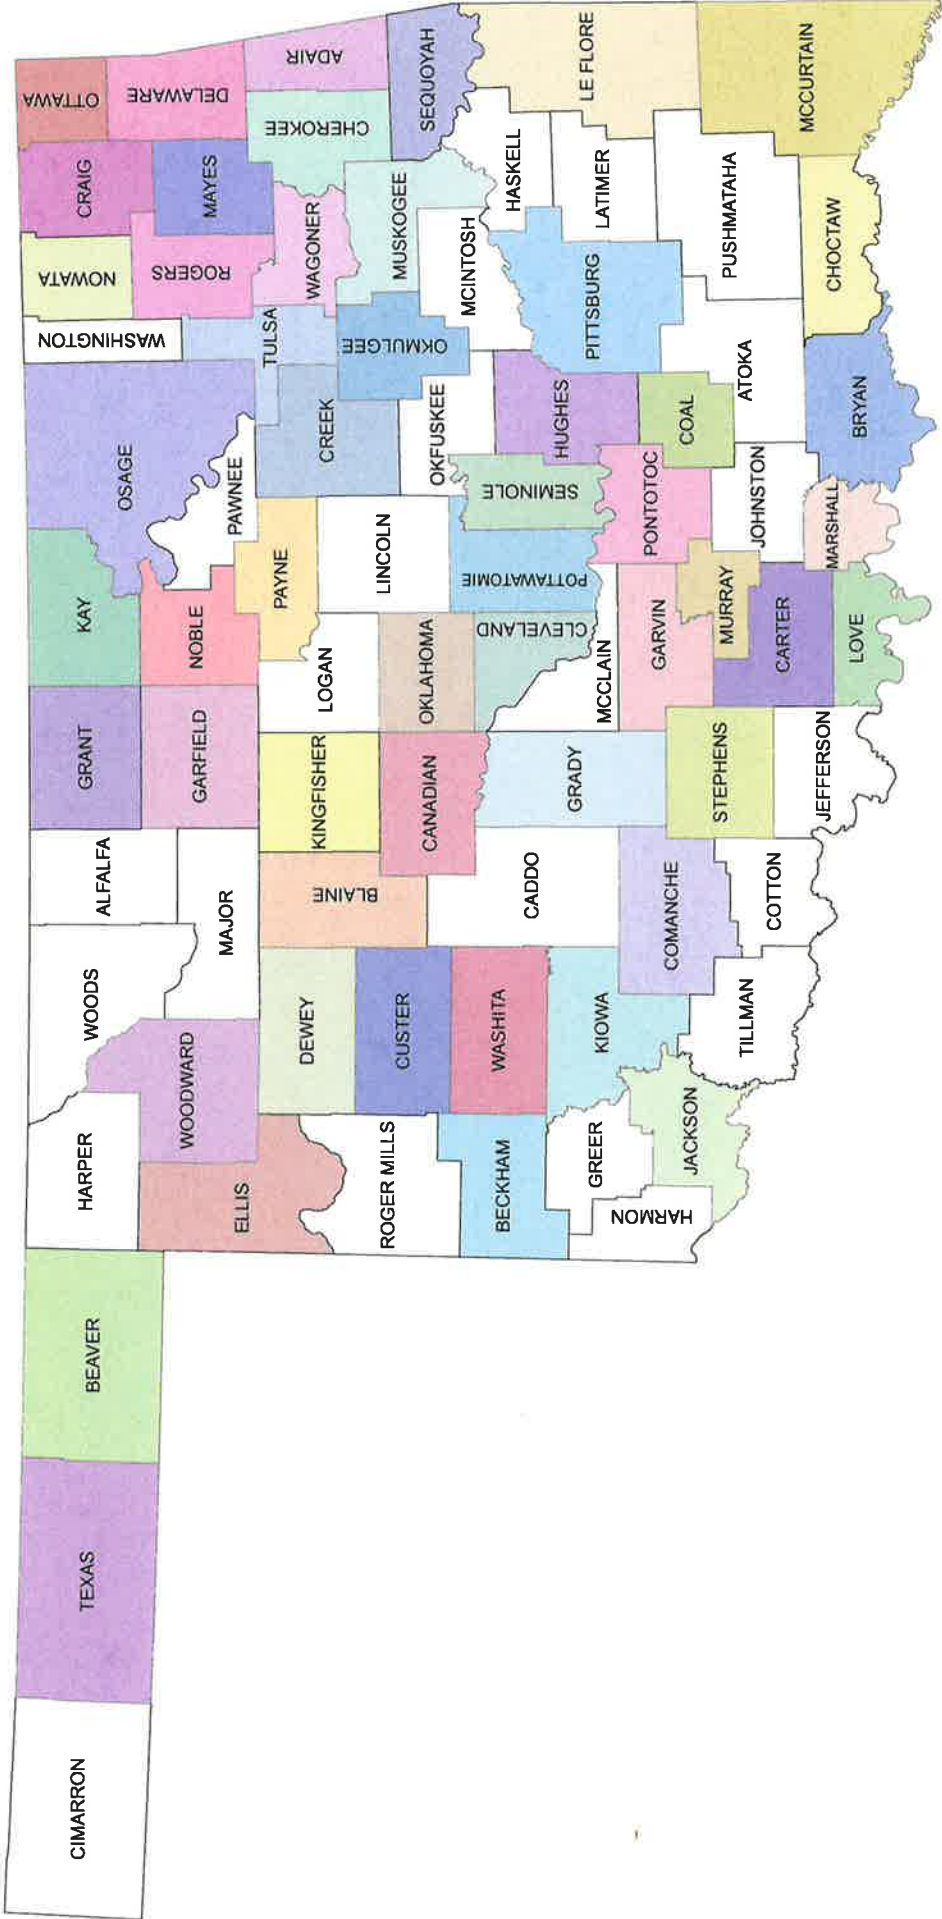 CIMARRON
TEXAS
BEAVER
HARPER
WOODS
ALFALFA
GRANT
KAY
OSAGE
WASHINGTON
NOWATA
CRAIG
OTTAWA
ELLIS
WOODWARD
MAJOR
GARFIELD
NOBLE
PAWNEE
TULSA
ROGERS
MAYES
DELAWARE
ROGER MILLS
DEWEY
BLAINE
KINGFISHER
LOGAN
PAYNE
CREEK
WAGONER
CHEROKEE
ADAIR
BECKHAM
CUSTER
CANADIAN
OKLAHOMA
LINCOLN
OKFUSKEE
OKMULGEE
MUSKOGEE
SEQUOYAH
WASHITA
CADDO
GRADY
CLEVELAND
POTTAWATOMIE
SEMINOLE
HUGHES
MCINTOSH
HASKELL
LE FLORE
GREER
KIOWA
MCCLAIN
PITTSBURG
LATIMER
HARMON
JACKSON
COMANCHE
STEPHENS
GARVIN
PONTOTOC
COAL
PUSHMATAHA
TILLMAN
COTTON
JEFFERSON
CARTER
MURRAY
JOHNSTON
ATOKA
MCCURTAIN
LOVE
MARSHALL
BRYAN
CHOCTAW